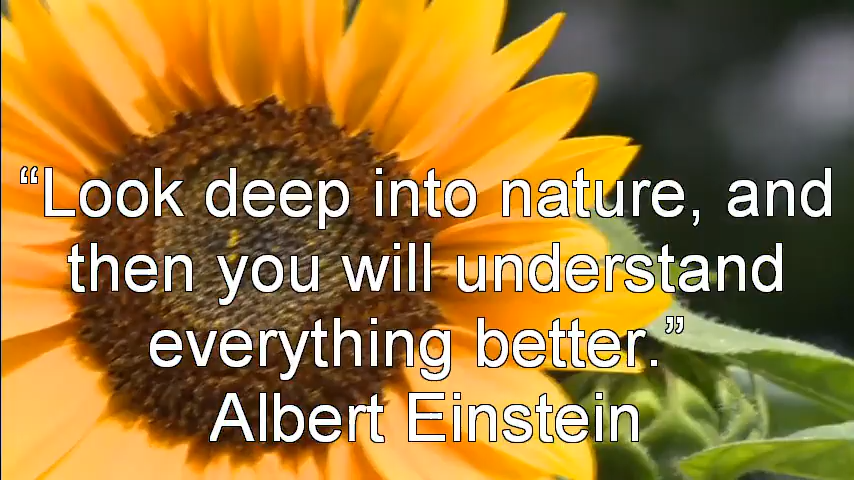 “Look deep into nature, and
then you will understand
everything better.”
Albert Einstein